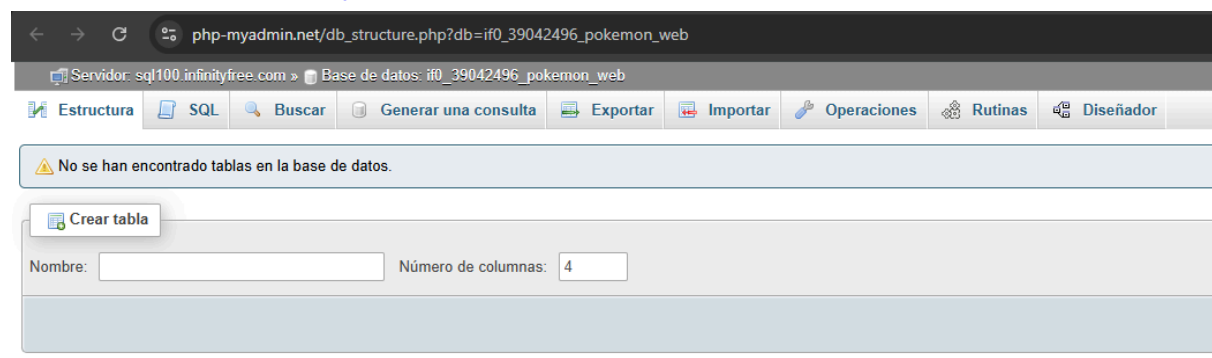 php-myadmin.net/db_structure.php?db=if0_39042496_pokemon_web
Servidor: sql100.infinityfree.com » Base de datos: if0_39042496_pokemon_web
Estructura SQL Buscar Generar una consulta Exportar Importar Operaciones Rutinas Diseñador
No se han encontrado tablas en la base de datos.
Crear tabla
Nombre: Número de columnas: 4